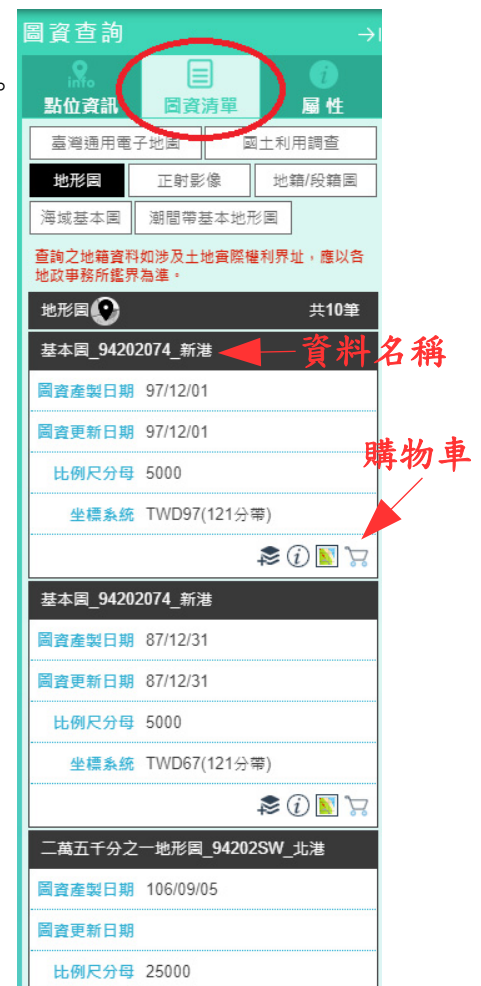 圖資查詢
。
info
點位資訊 圖資清單 屬 性
臺灣通用電子地圖 國土利用調查
地形圖 正射影像 地籍/段籍圖
海域基本圖 潮間帶基本地形圖
查詢之地籍資料如涉及土地實際權利界址，應以各
地政事務所鑑界為準。
地形圖 共10筆
基本圖_94202074_新港 資料名稱
圖資產製日期 97/12/01
圖資更新日期 97/12/01
購物車
比例尺分母 5000
坐標系統 TWD97(121分帶)
基本圖_94202074_新港
圖資產製日期 87/12/31
圖資更新日期 87/12/31
比例尺分母 5000
坐標系統 TWD67(121分帶)
二萬五千分之一地形圖_94202SW_北港
圖資產製日期 106/09/05
圖資更新日期
比例尺分母 25000